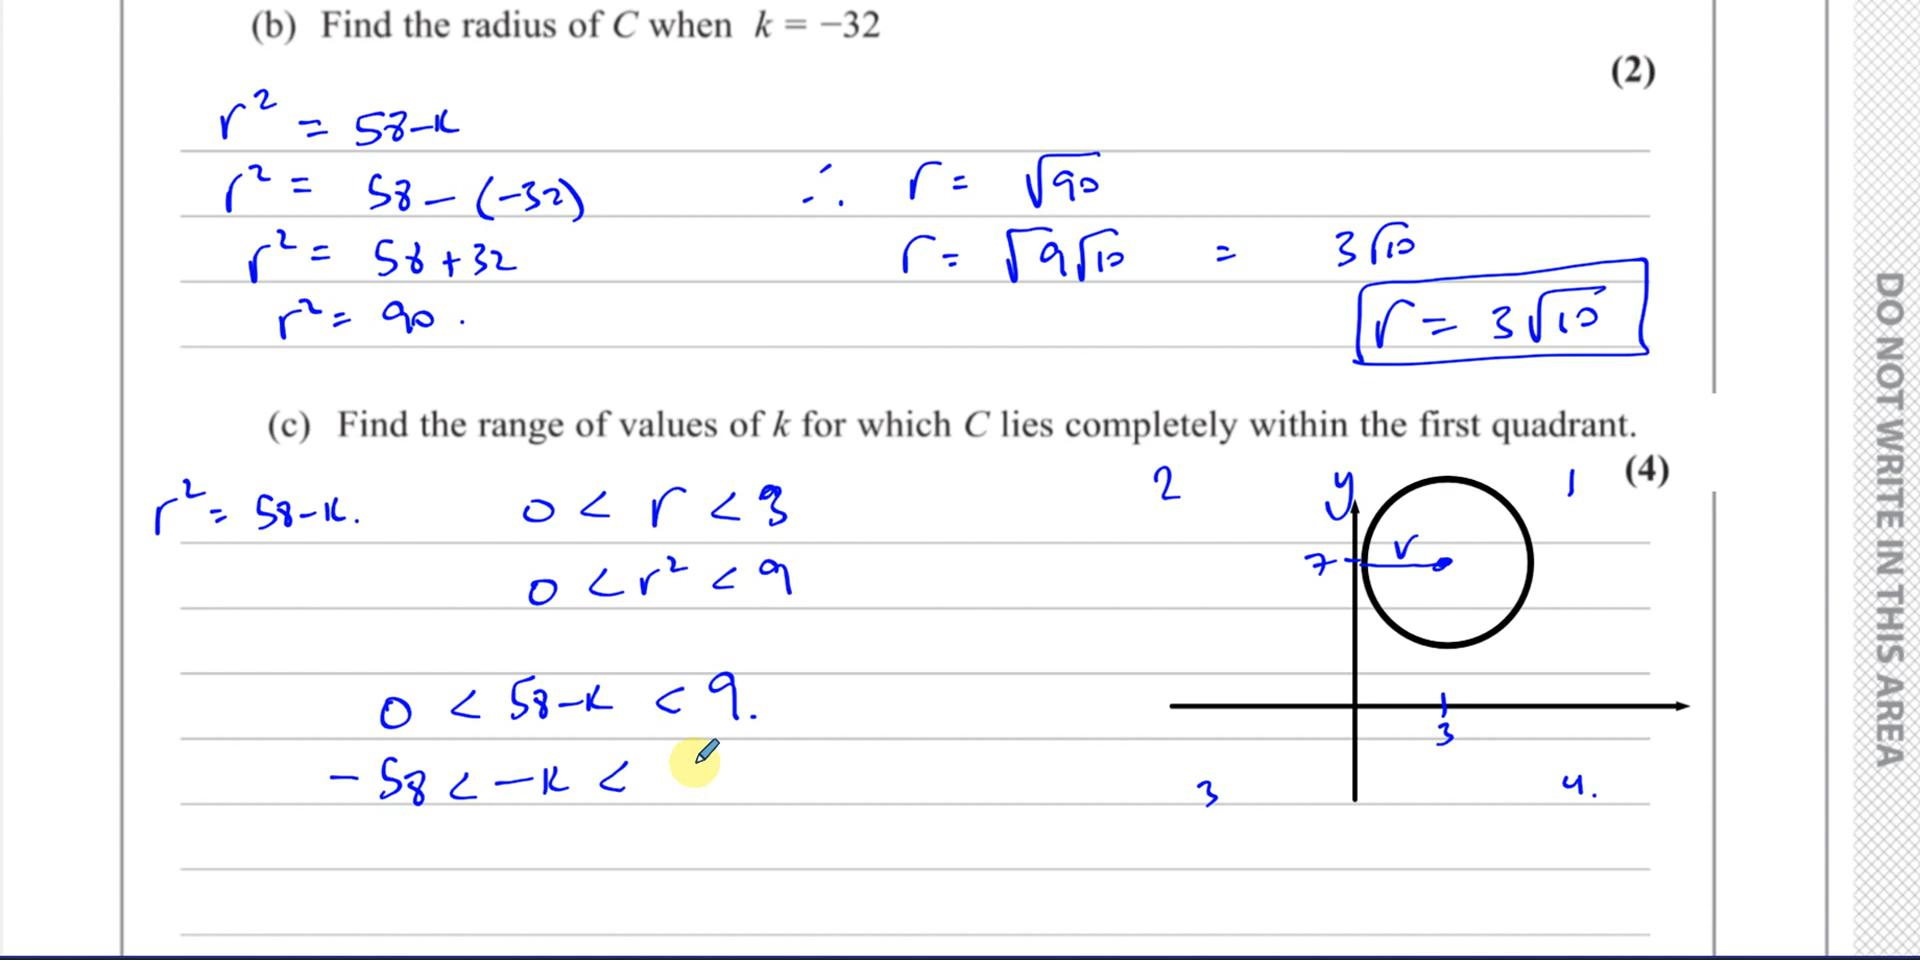 (b) Find the radius of C when k = −32
(2)
r² = 58-k
r² = 58 - (-32)
r² = 58 + 32
r² = 90 .
∴ r = √90
r = √9√10 = 3√10
r = 3√10
(c) Find the range of values of k for which C lies completely within the first quadrant.
(4)
r² = 58-k.
0 < r < 3
0 < r² < 9
0 < 58-k < 9.
- 58 < -k <
2
y
1
7
r
3
3
4.
DO NOT WRITE IN THIS AREA